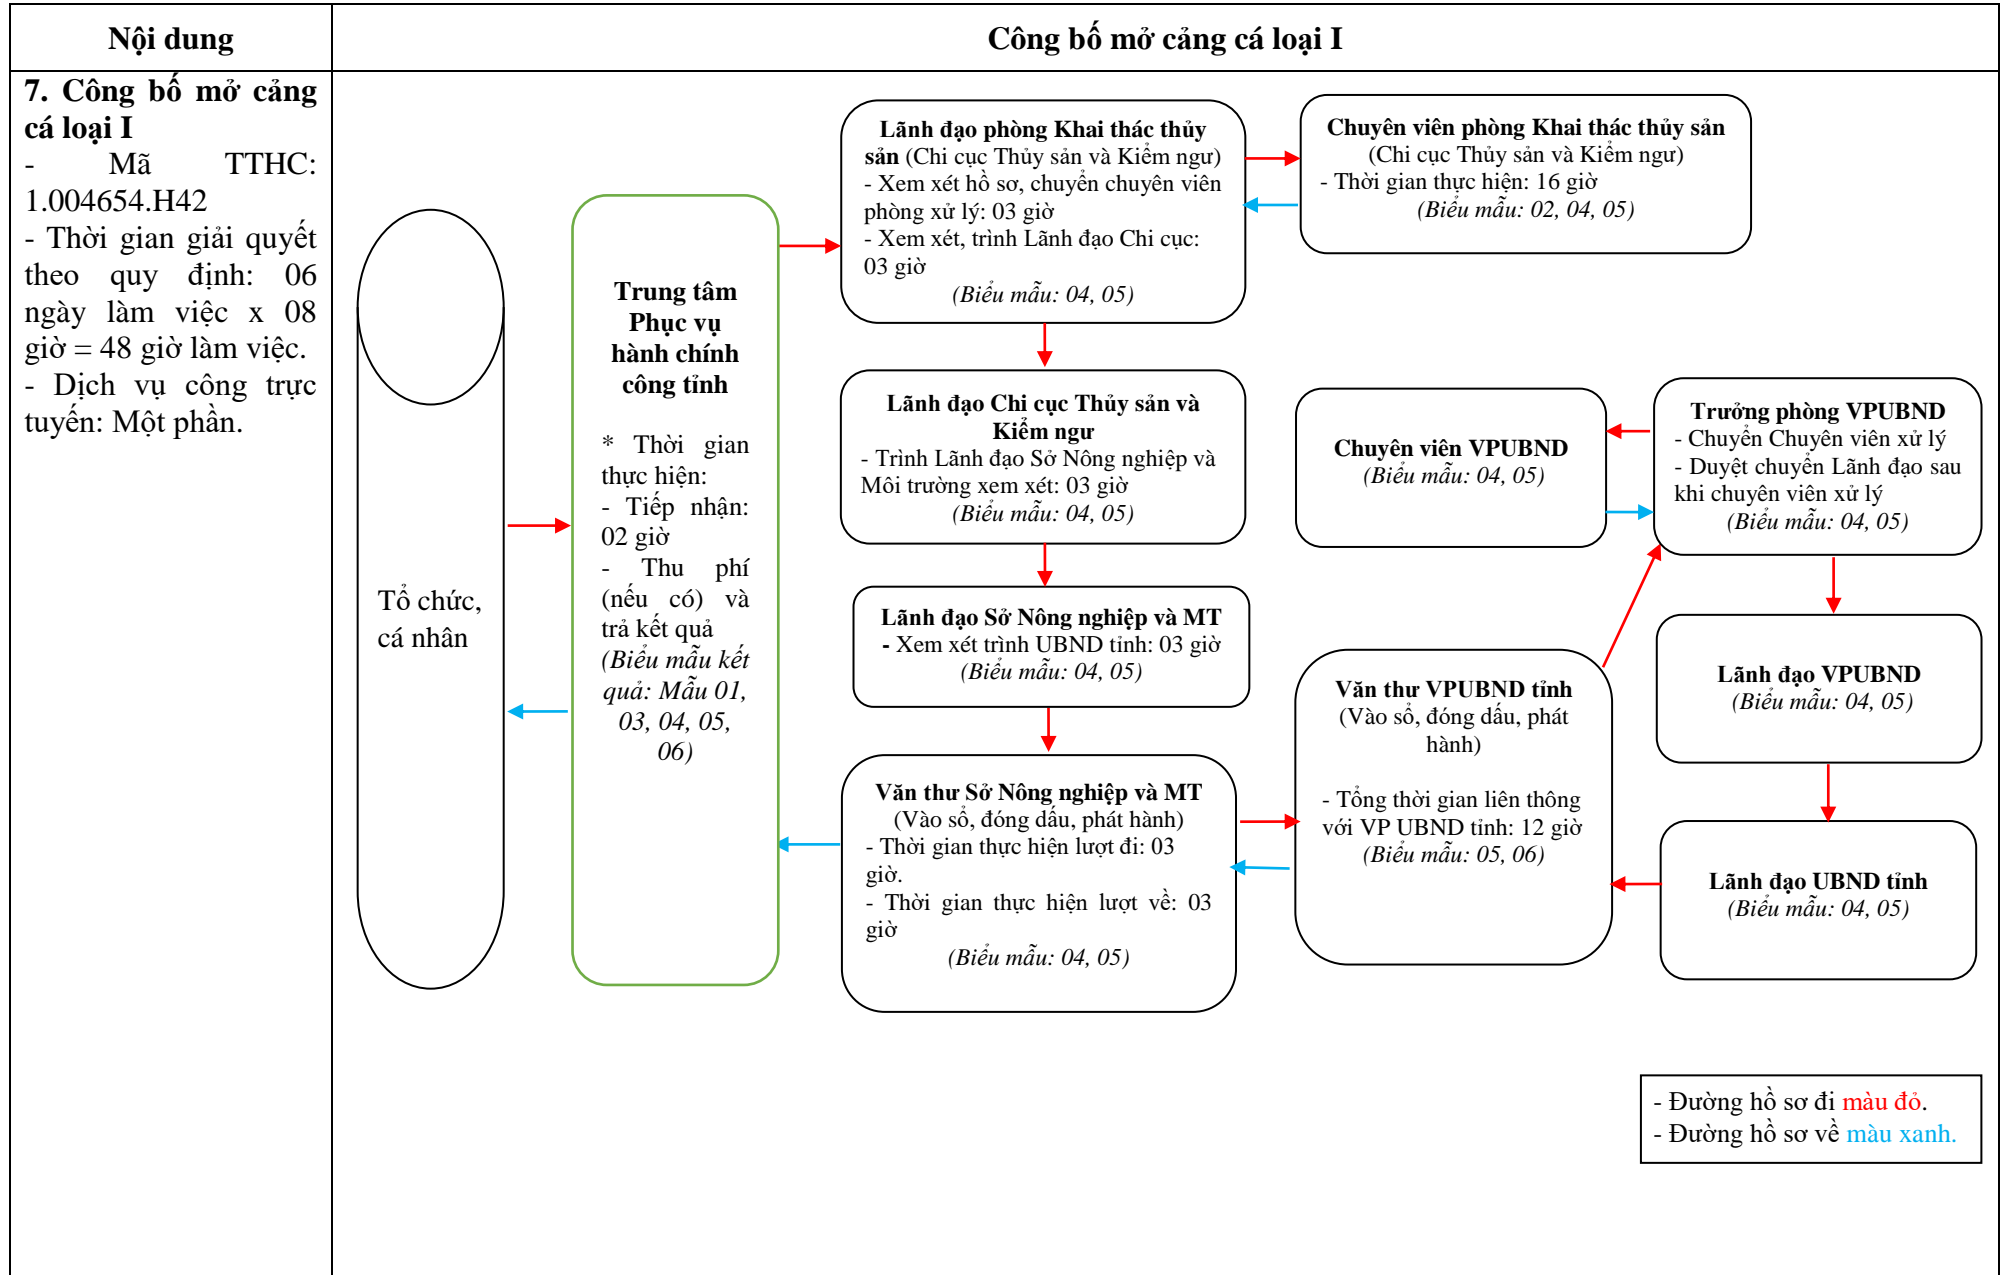 Nội dung
Công bố mở cảng cá loại I
7. Công bố mở cảng
cá loại I
- Mã TTHC:
1.004654.H42
- Thời gian giải quyết
theo quy định: 06
ngày làm việc x 08
giờ = 48 giờ làm việc.
- Dịch vụ công trực
tuyến: Một phần.
Tổ chức,
cá nhân
Trung tâm
Phục vụ
hành chính
công tỉnh
* Thời gian
thực hiện:
- Tiếp nhận:
02 giờ
- Thu phí
(nếu có) và
trả kết quả
(Biểu mẫu kết
quả: Mẫu 01,
03, 04, 05,
06)
Lãnh đạo phòng Khai thác thủy
sản (Chi cục Thủy sản và Kiểm ngư)
- Xem xét hồ sơ, chuyển chuyên viên
phòng xử lý: 03 giờ
- Xem xét, trình Lãnh đạo Chi cục:
03 giờ
(Biểu mẫu: 04, 05)
Chuyên viên phòng Khai thác thủy sản
(Chi cục Thủy sản và Kiểm ngư)
- Thời gian thực hiện: 16 giờ
(Biểu mẫu: 02, 04, 05)
Lãnh đạo Chi cục Thủy sản và
Kiểm ngư
- Trình Lãnh đạo Sở Nông nghiệp và
Môi trường xem xét: 03 giờ
(Biểu mẫu: 04, 05)
Lãnh đạo Sở Nông nghiệp và MT
- Xem xét trình UBND tỉnh: 03 giờ
(Biểu mẫu: 04, 05)
Văn thư Sở Nông nghiệp và MT
(Vào sổ, đóng dấu, phát hành)
- Thời gian thực hiện lượt đi: 03
giờ.
- Thời gian thực hiện lượt về: 03
giờ
(Biểu mẫu: 04, 05)
Văn thư VPUBND tỉnh
(Vào sổ, đóng dấu, phát
hành)
- Tổng thời gian liên thông
với VP UBND tỉnh: 12 giờ
(Biểu mẫu: 05, 06)
Chuyên viên VPUBND
(Biểu mẫu: 04, 05)
Trưởng phòng VPUBND
- Chuyển Chuyên viên xử lý
- Duyệt chuyển Lãnh đạo sau
khi chuyên viên xử lý
(Biểu mẫu: 04, 05)
Lãnh đạo VPUBND
(Biểu mẫu: 04, 05)
Lãnh đạo UBND tỉnh
(Biểu mẫu: 04, 05)
- Đường hồ sơ đi màu đỏ.
- Đường hồ sơ về màu xanh.